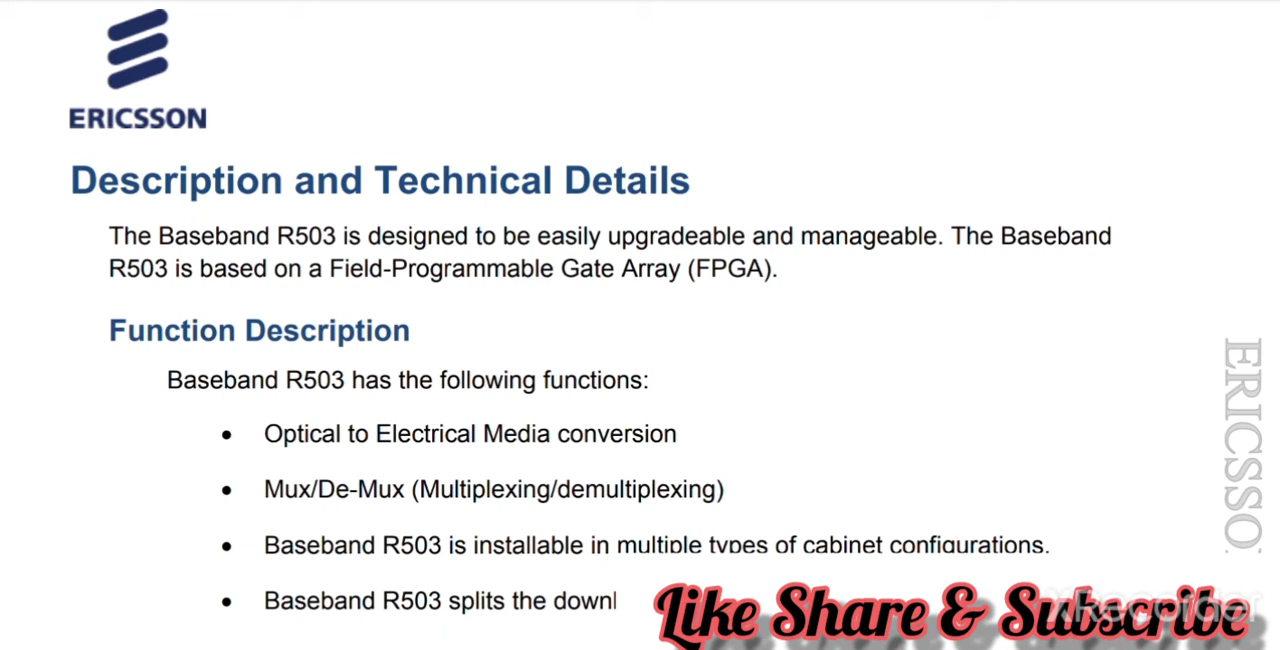 ERICSSON
Description and Technical Details
The Baseband R503 is designed to be easily upgradeable and manageable. The Baseband
R503 is based on a Field-Programmable Gate Array (FPGA).
Function Description
Baseband R503 has the following functions:
• Optical to Electrical Media conversion
• Mux/De-Mux (Multiplexing/demultiplexing)
• Baseband R503 is installable in multiple types of cabinet configurations.
• Baseband R503 splits the downl
ERICSSO
Like Share & Subscribe
XRecorder